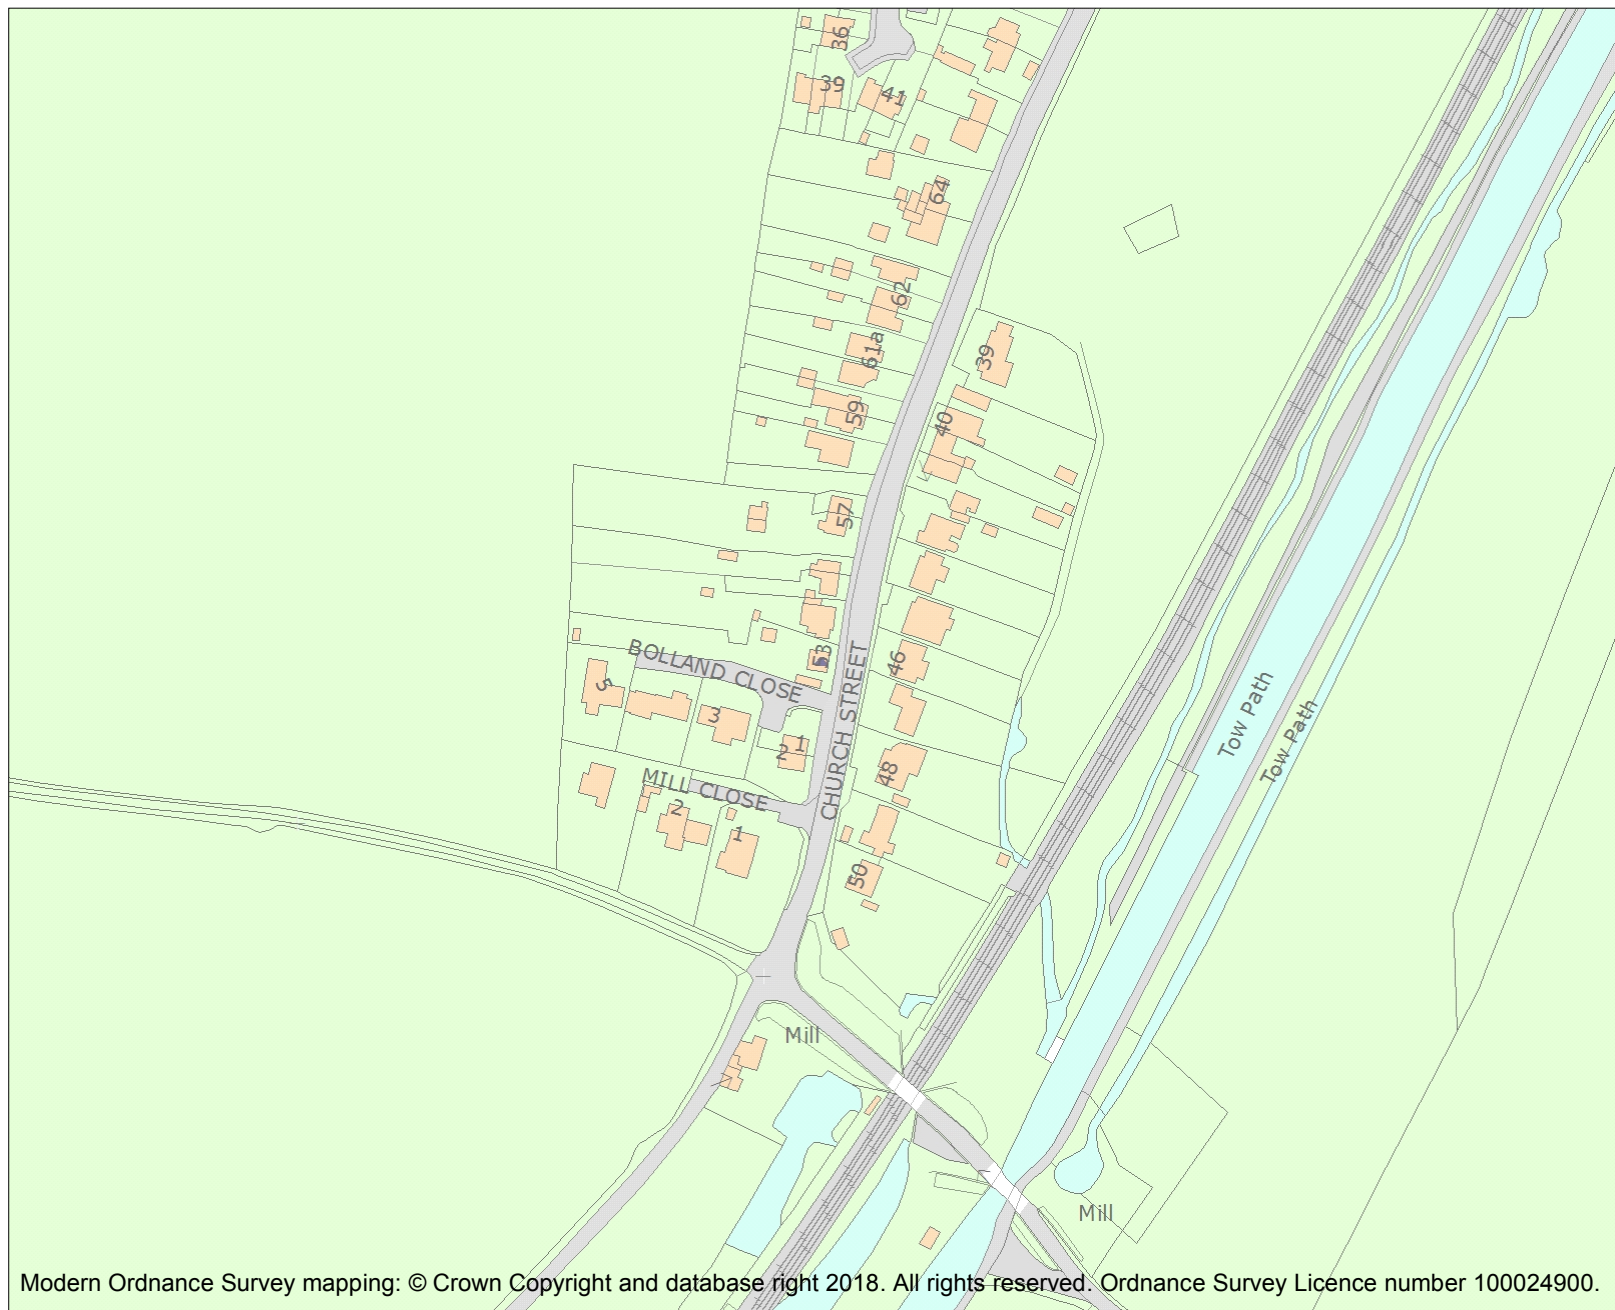 36
39
41
64
62
61a
39
59
40
57
53
46
BOLLAND CLOSE
5
3
2
1
CHURCH STREET
48
MILL CLOSE
2
1
50
Tow Path
Tow Path
Mill
Mill
Modern Ordnance Survey mapping: © Crown Copyright and database right 2018. All rights reserved. Ordnance Survey Licence number 100024900.